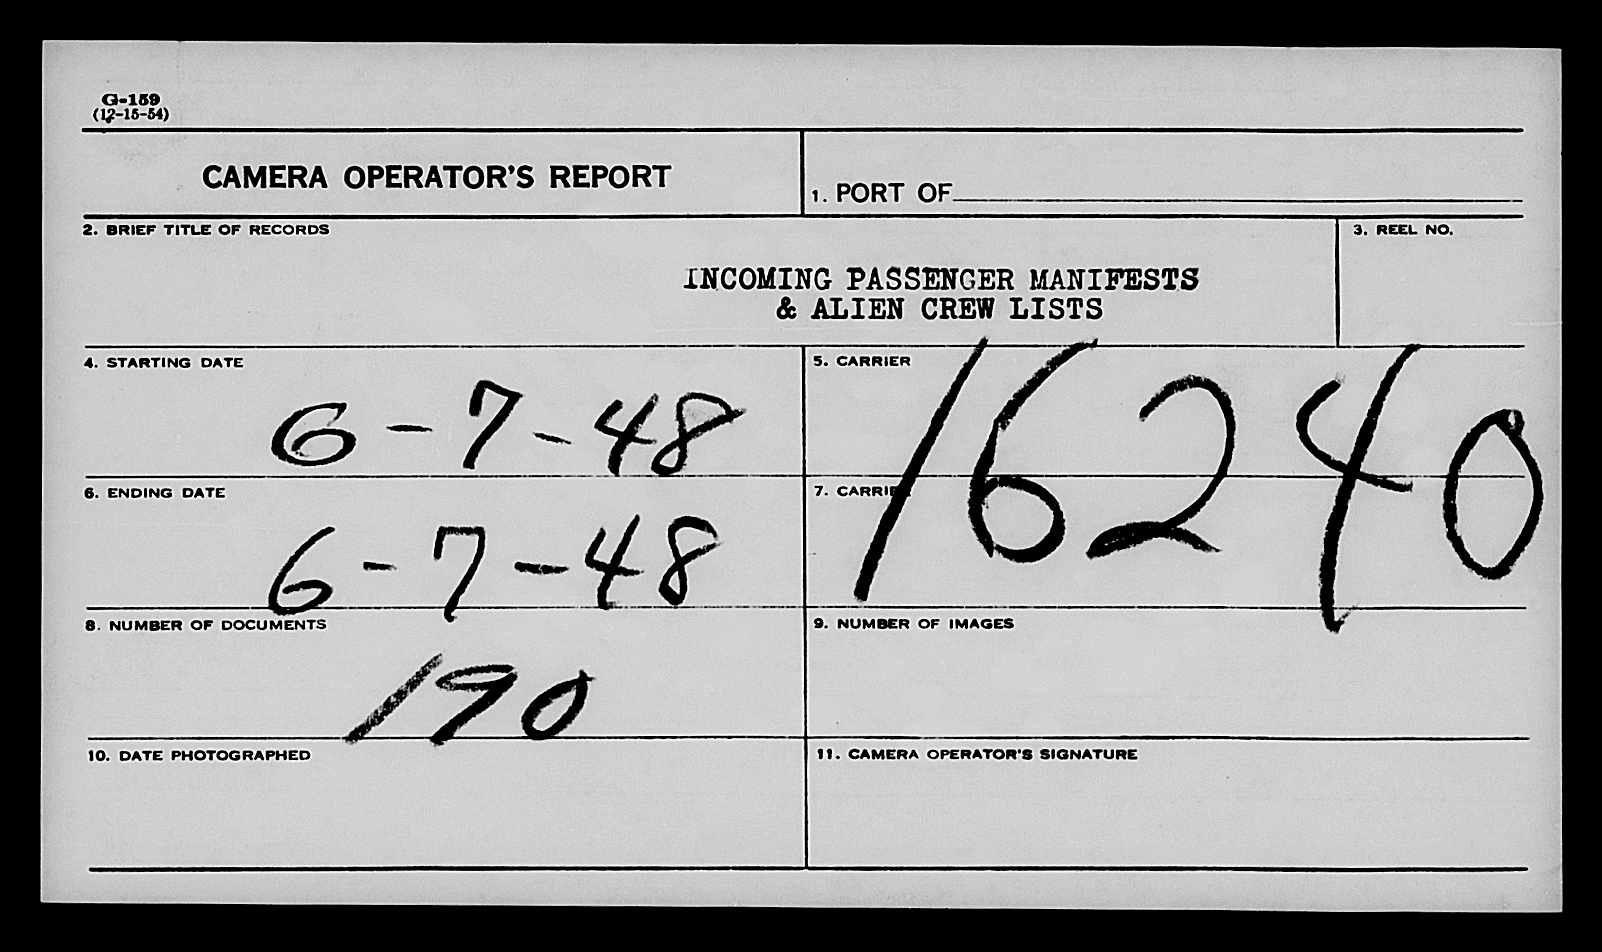 G-159
(12-15-54)
CAMERA OPERATOR'S REPORT
1. PORT OF
2. BRIEF TITLE OF RECORDS
3. REEL NO.
INCOMING PASSENGER MANIFESTS
& ALIEN CREW LISTS
4. STARTING DATE
6-7-48
5. CARRIER
16240
6. ENDING DATE
6-7-48
7. CARRIER
8. NUMBER OF DOCUMENTS
190
9. NUMBER OF IMAGES
10. DATE PHOTOGRAPHED
11. CAMERA OPERATOR'S SIGNATURE